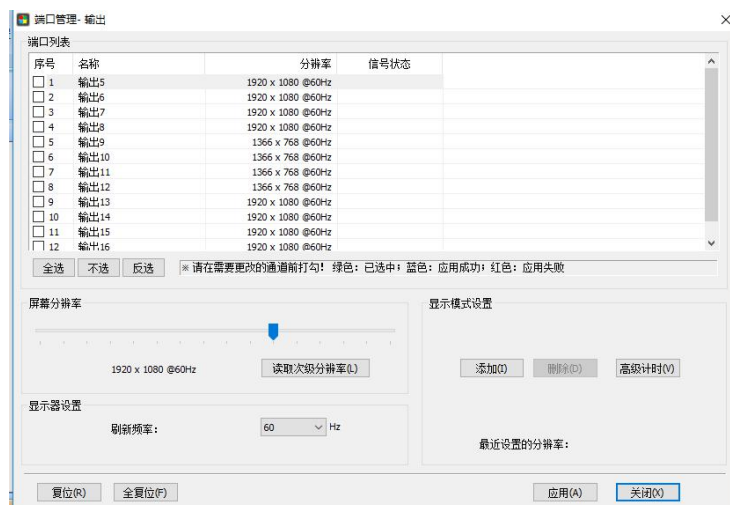 端口管理- 输出
端口列表
序号 名称 分辨率 信号状态
1 输出5 1920 x 1080 @60Hz
2 输出6 1920 x 1080 @60Hz
3 输出7 1920 x 1080 @60Hz
4 输出8 1920 x 1080 @60Hz
5 输出9 1366 x 768 @60Hz
6 输出10 1366 x 768 @60Hz
7 输出11 1366 x 768 @60Hz
8 输出12 1366 x 768 @60Hz
9 输出13 1920 x 1080 @60Hz
10 输出14 1920 x 1080 @60Hz
11 输出15 1920 x 1080 @60Hz
12 输出16 1920 x 1080 @60Hz
全选 不选 反选 ※请在需要更改的通道前打勾! 绿色: 已选中; 蓝色: 应用成功; 红色: 应用失败
屏幕分辨率 显示模式设置
1920 x 1080 @60Hz 读取次级分辨率(L) 添加(I) 删除(D) 高级计时(V)
显示器设置
刷新频率: 60 Hz
最近设置的分辨率:
复位(R) 全复位(F) 应用(A) 关闭(X)